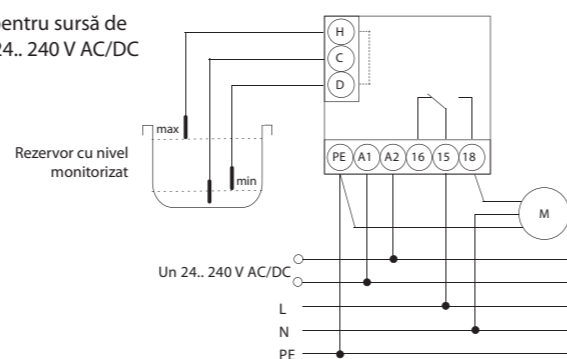 pentru sursă de
24.. 240 V AC/DC
H
C
D
max
Rezervor cu nivel
monitorizat
min
PE A1 A2 16 15 18
M
Un 24.. 240 V AC/DC
L
N
PE